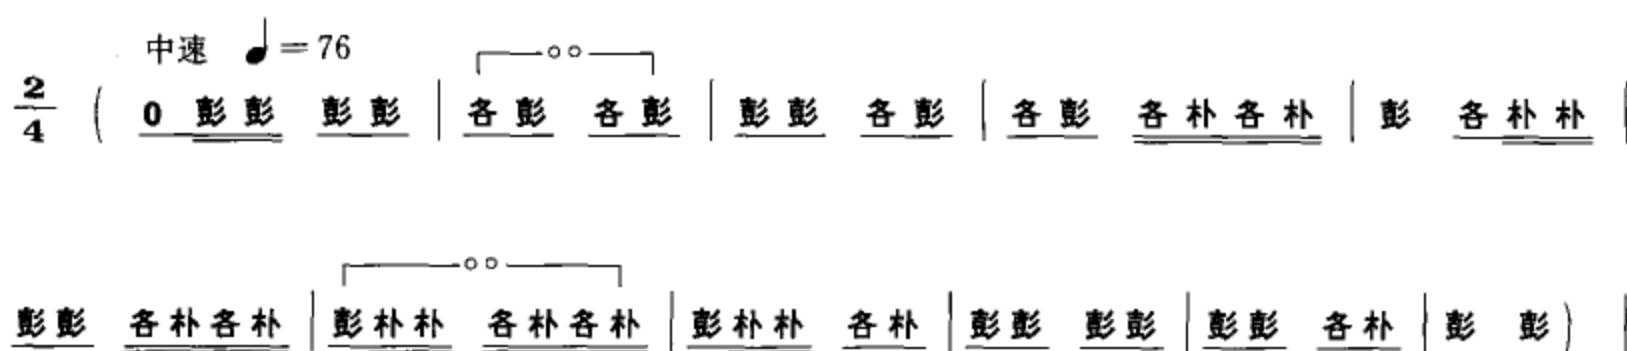 中速 ♩=76
2/4 ( 0 彭 彭 彭 彭 | 各 彭 各 彭 | 彭 彭 各 彭 | 各 彭 各 朴 各 朴 | 彭 各 朴 朴 |
彭 彭 各 朴 各 朴 | 彭 朴 朴 各 朴 各 朴 | 彭 朴 朴 各 朴 | 彭 彭 彭 彭 | 彭 彭 各 朴 | 彭 彭 ) |